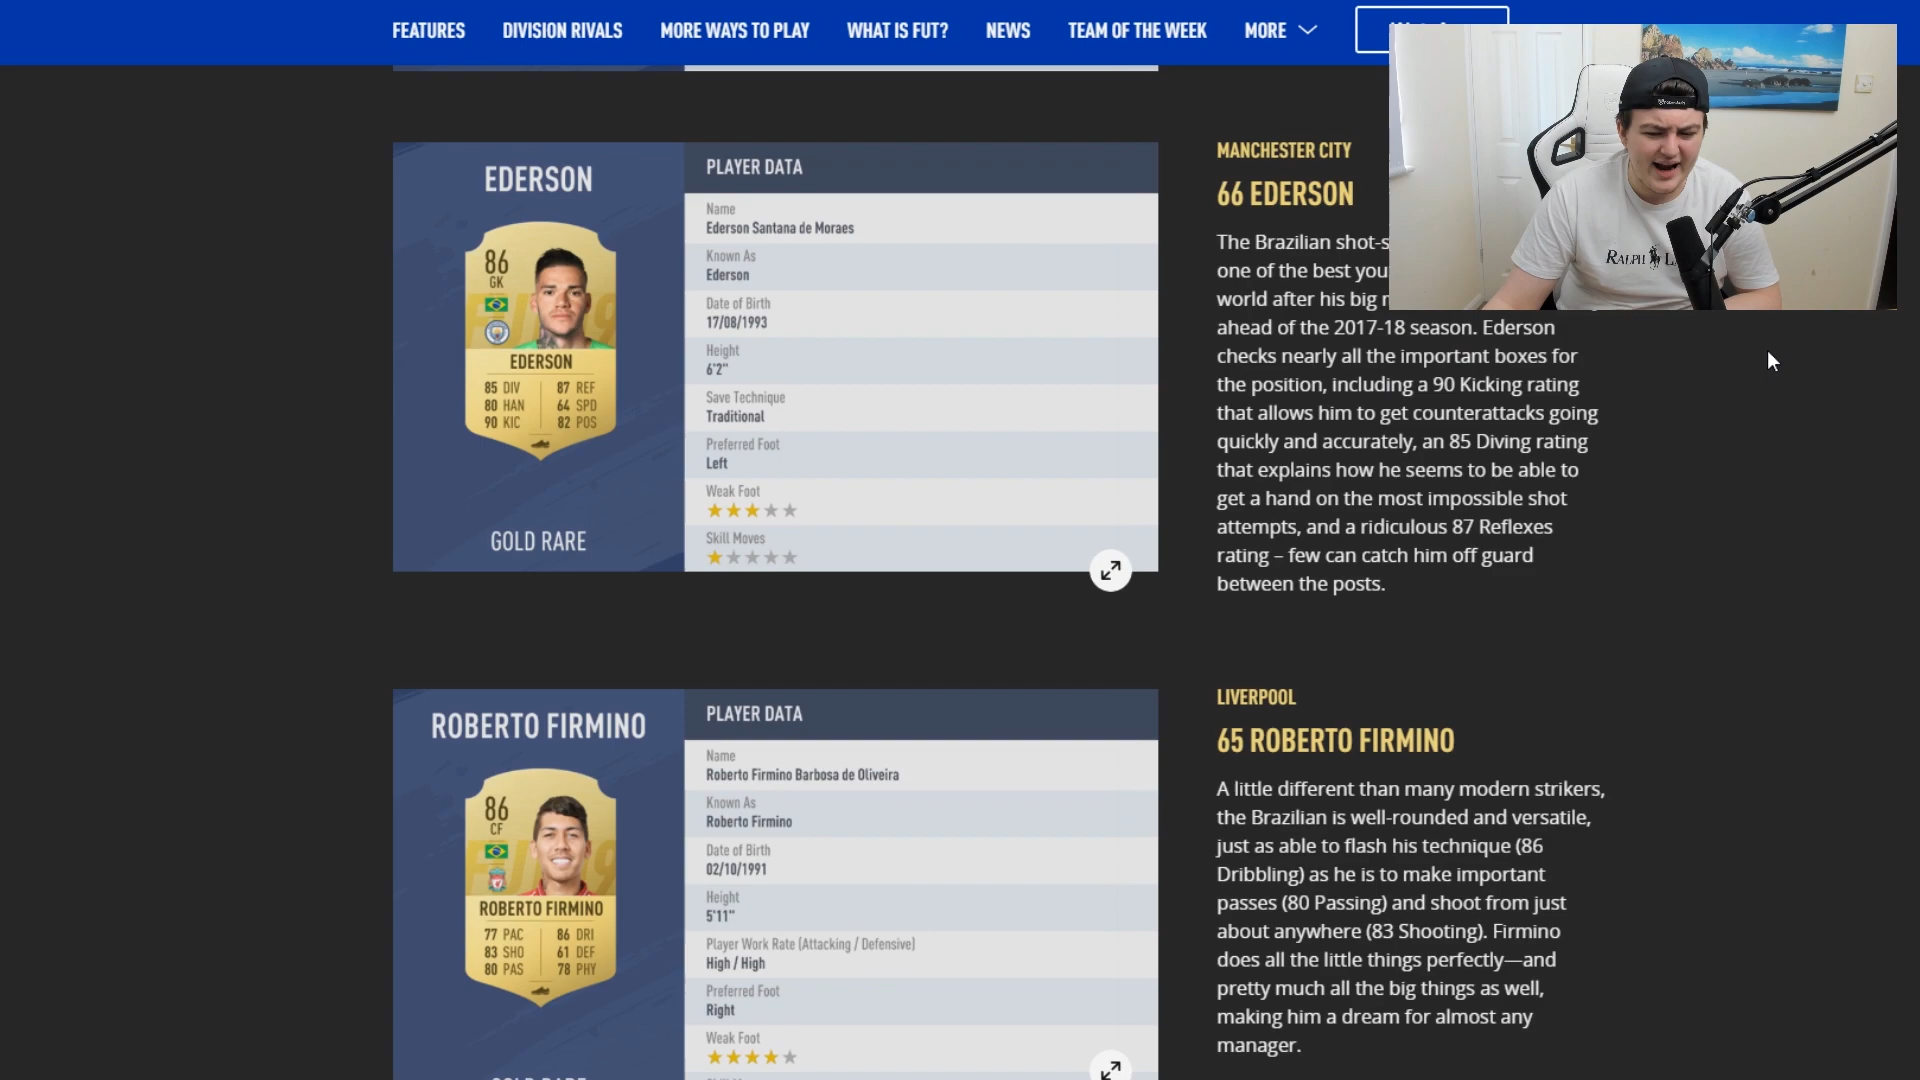 FEATURES DIVISION RIVALS MORE WAYS TO PLAY WHAT IS FUT? NEWS TEAM OF THE WEEK MORE
EDERSON
86
GK
EDERSON
85 DIV 87 REF
80 HAN 64 SPD
90 KIC 82 POS
GOLD RARE
PLAYER DATA
Name
Ederson Santana de Moraes
Known As
Ederson
Date of Birth
17/08/1993
Height
6'2"
Save Technique
Traditional
Preferred Foot
Left
Weak Foot
Skill Moves
MANCHESTER CITY
66 EDERSON
The Brazilian shot-s
one of the best you
world after his big
ahead of the 2017-18 season. Ederson
checks nearly all the important boxes for
the position, including a 90 Kicking rating
that allows him to get counterattacks going
quickly and accurately, an 85 Diving rating
that explains how he seems to be able to
get a hand on the most impossible shot
attempts, and a ridiculous 87 Reflexes
rating – few can catch him off guard
between the posts.
RALPH L
ROBERTO FIRMINO
86
CF
ROBERTO FIRMINO
77 PAC 86 DRI
83 SHO 61 DEF
80 PAS 78 PHY
PLAYER DATA
Name
Roberto Firmino Barbosa de Oliveira
Known As
Roberto Firmino
Date of Birth
02/10/1991
Height
5'11"
Player Work Rate (Attacking / Defensive)
High / High
Preferred Foot
Right
Weak Foot
LIVERPOOL
65 ROBERTO FIRMINO
A little different than many modern strikers,
the Brazilian is well-rounded and versatile,
just as able to flash his technique (86
Dribbling) as he is to make important
passes (80 Passing) and shoot from just
about anywhere (83 Shooting). Firmino
does all the little things perfectly—and
pretty much all the big things as well,
making him a dream for almost any
manager.